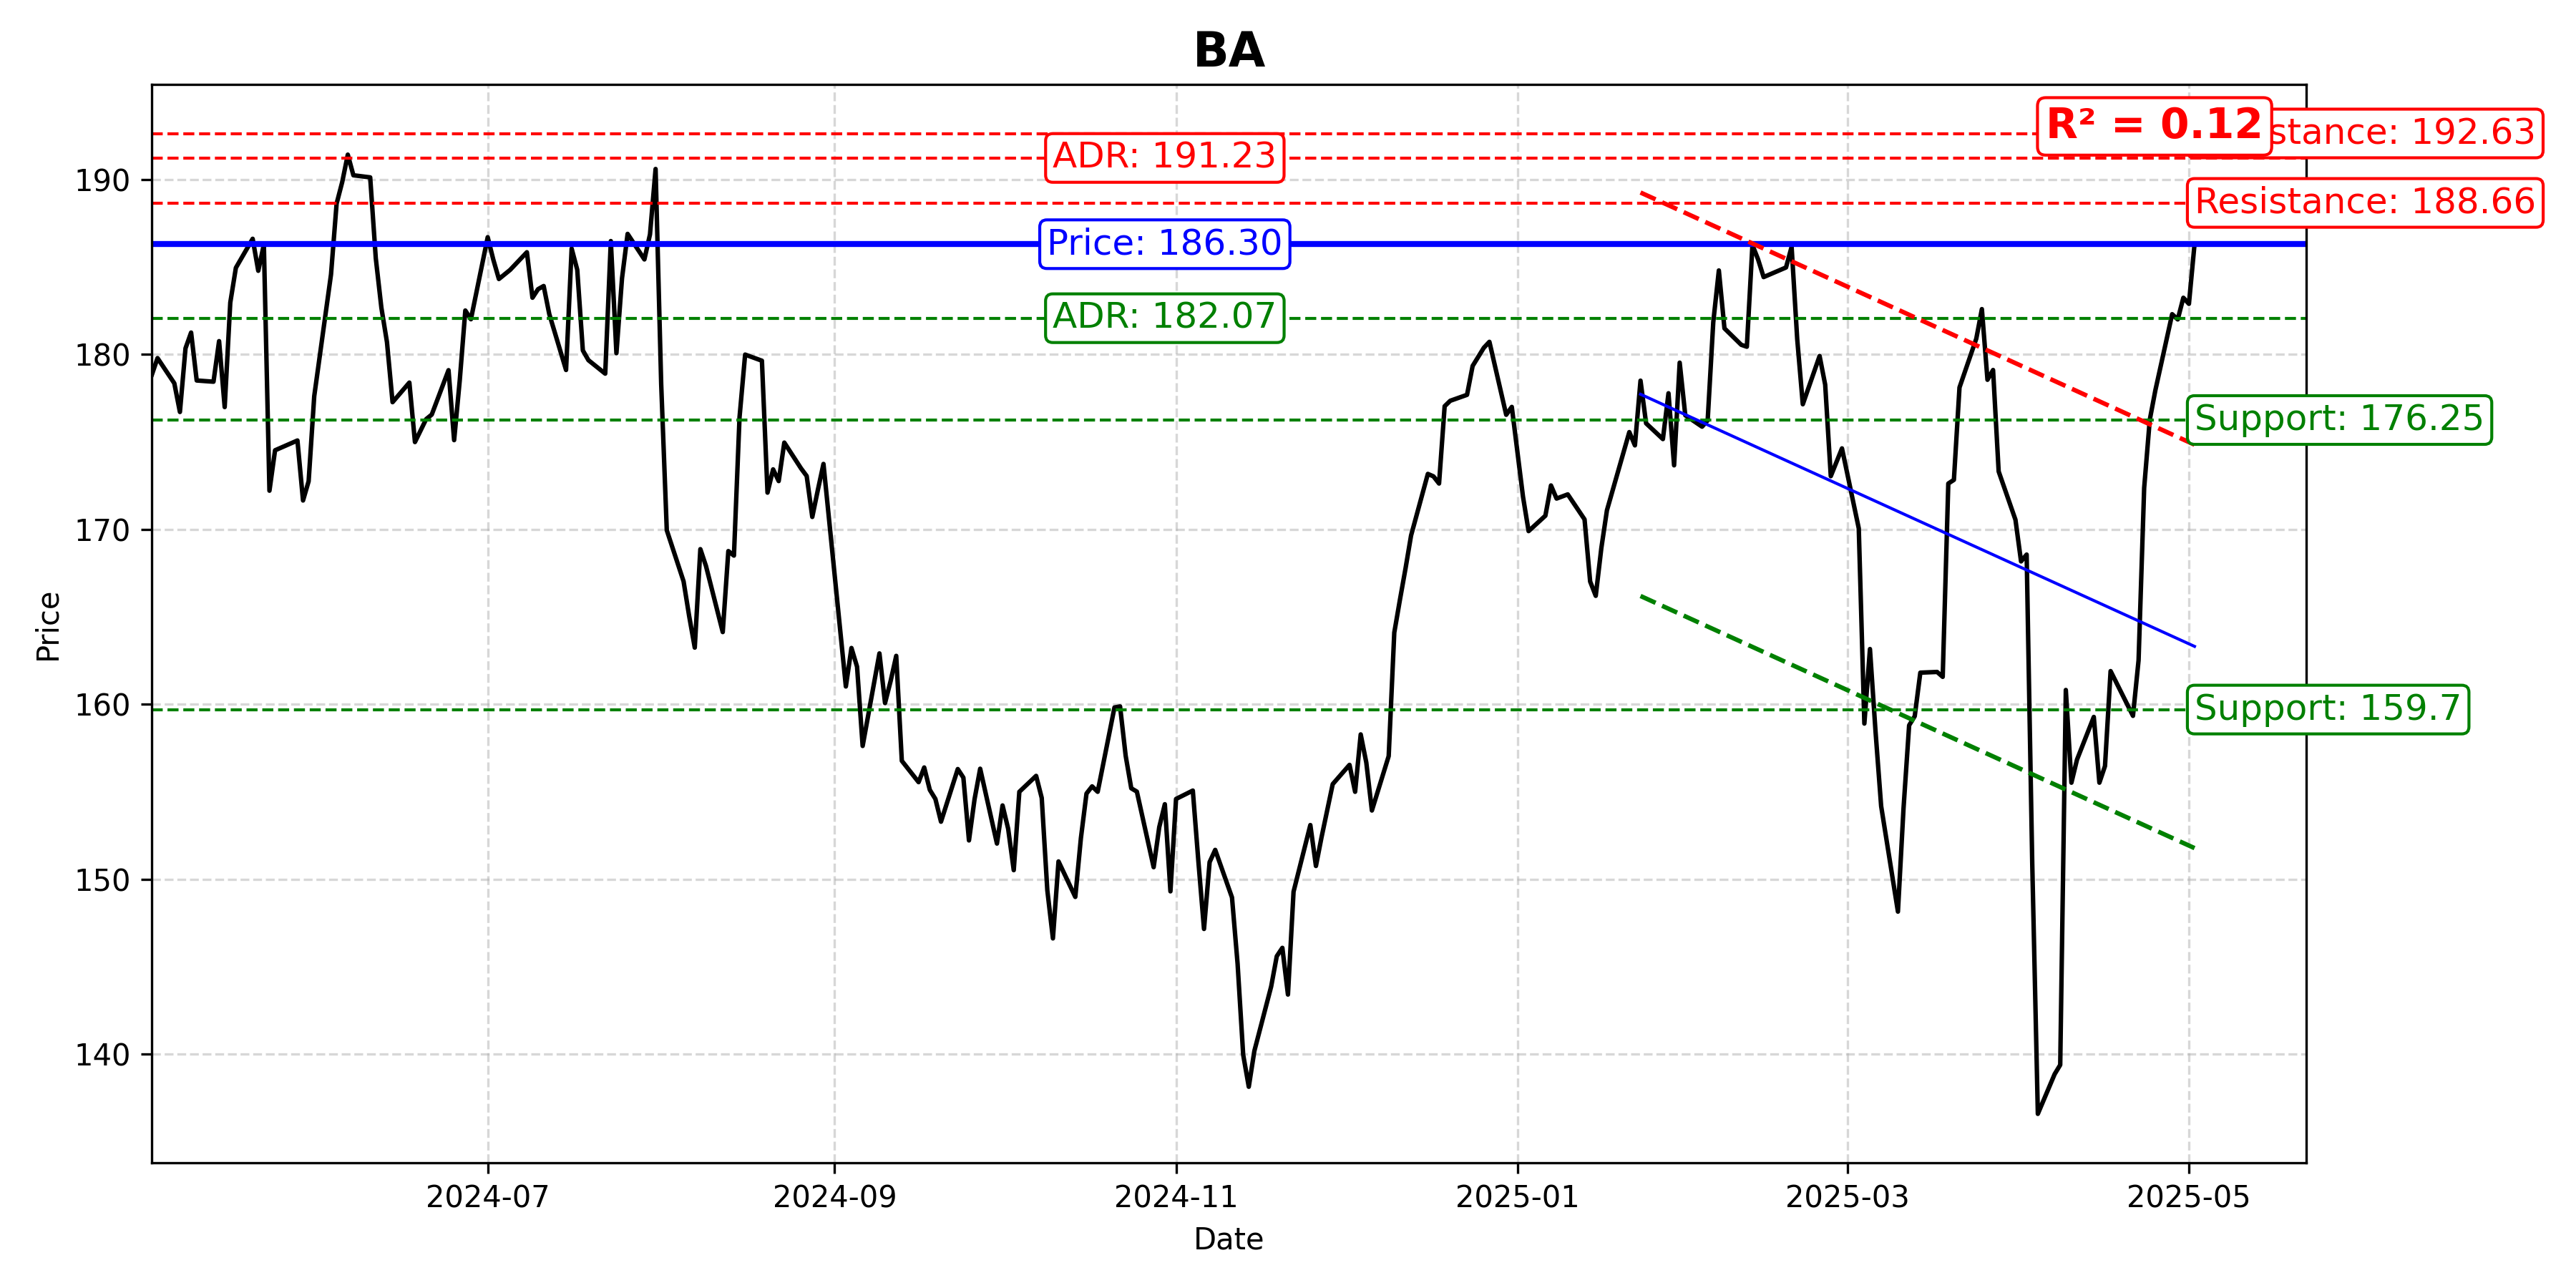 BA
R² = 0.12
stance: 192.63
ADR: 191.23
190
Resistance: 188.66
Price: 186.30
ADR: 182.07
180
Support: 176.25
170
Price
160
Support: 159.7
150
140
2024-07
2024-09
2024-11
2025-01
2025-03
2025-05
Date